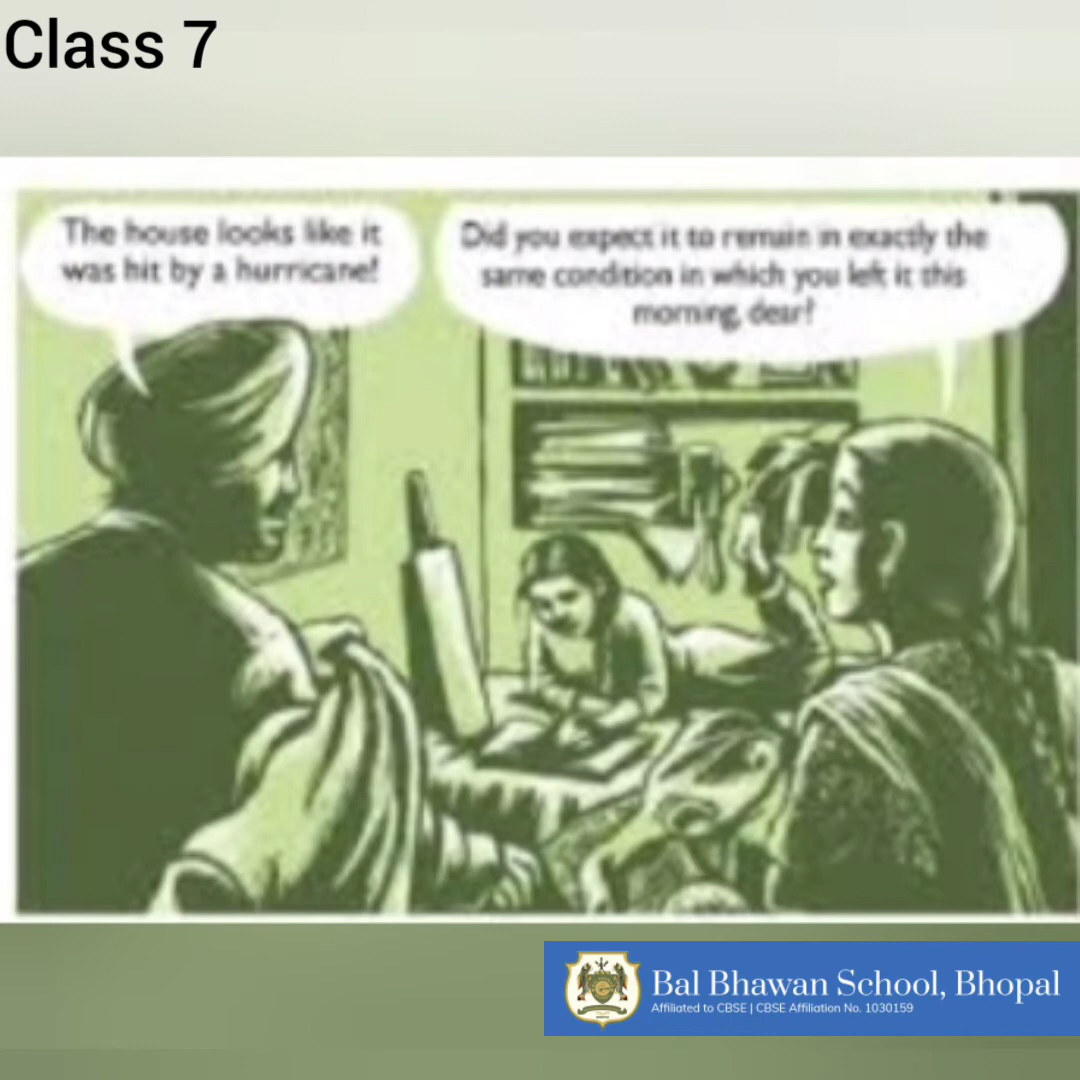 Class 7
The house looks like it
was hit by a hurricane!
Did you expect it to remain in exactly the
same condition in which you left it this
morning, dear?
Bal Bhawan School, Bhopal
Affiliated to CBSE | CBSE Affiliation No. 1030159